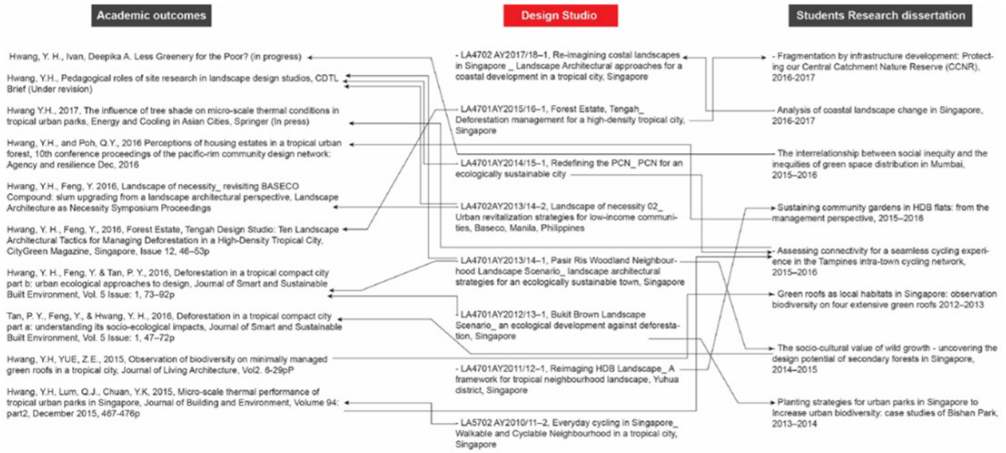 Academic outcomes
Hwang, Y. H., Ivan, Deepika A. Less Greenery for the Poor? (in progress)
Hwang, Y.H., Pedagogical roles of site research in landscape design studios, CDTL
Brief (Under revision)
Hwang Y.H., 2017, The influence of tree shade on micro-scale thermal conditions in
tropical urban parks, Energy and Cooling in Asian Cities, Springer (In press)
Hwang, Y.H., and Poh, Q.Y., 2016 Perceptions of housing estates in a tropical urban
forest, 10th conference proceedings of the pacific-rim community design network:
Agency and resilience Dec, 2016
Hwang, Y.H., Feng, Y. 2016, Landscape of necessity_ revisiting BASECO
Compound: slum upgrading from a landscape architectural perspective, Landscape
Architecture as Necessity Symposium Proceedings
Hwang, Y. H., Feng, Y., 2016, Forest Estate, Tengah Design Studio: Ten Landscape
Architectural Tactics for Managing Deforestation in a High-Density Tropical City,
CityGreen Magazine, Singapore, Issue 12, 46–53p
Hwang, Y. H., Feng, Y. & Tan, P. Y., 2016, Deforestation in a tropical compact city
part b: urban ecological approaches to design, Journal of Smart and Sustainable
Built Environment, Vol. 5 Issue: 1, 73–92p
Tan, P. Y., Feng, Y., & Hwang, Y. H., 2016, Deforestation in a tropical compact city
part a: understanding its socio-ecological impacts, Journal of Smart and Sustainable
Built Environment, Vol. 5 Issue: 1, 47–72p
Hwang, Y.H, YUE, Z.E., 2015, Observation of biodiversity on minimally managed
green roofs in a tropical city, Journal of Living Architecture, Vol2. 6-29pP
Hwang, Y.H, Lum, Q.J., Chuan, Y.K, 2015, Micro-scale thermal performance of
tropical urban parks in Singapore, Journal of Building and Environment, Volume 94:
part2, December 2015, 467-476p
Design Studio
- LA4702 AY2017/18–1, Re-imagining costal landscapes
in Singapore _ Landscape Architectural approaches for a
coastal development in a tropical city, Singapore
- LA4701AY2015/16–1, Forest Estate, Tengah_
Deforestation management for a high-density tropical city,
Singapore
- LA4701AY2014/15–1, Redefining the PCN_ PCN for an
ecologically sustainable city
- LA4702AY2013/14–2, Landscape of necessity 02_
Urban revitalization strategies for low-income communi-
ties, Baseco, Manila, Philippines
- LA4701AY2013/14–1, Pasir Ris Woodland Neighbour-
hood Landscape Scenario_ landscape architectural
strategies for an ecologically sustainable town, Singapore
- LA4701AY2012/13–1, Bukit Brown Landscape
Scenario_ an ecological development against deforesta-
tion, Singapore
- LA4701AY2011/12–1, Reimaging HDB Landscape_ A
framework for tropical neighbourhood landscape, Yuhua
district, Singapore
- LA5702 AY2010/11–2, Everyday cycling in Singapore_
Walkable and Cyclable Neighbourhood in a tropical city,
Singapore
Students Research dissertation
- Fragmentation by infrastructure development: Protect-
ing our Central Catchment Nature Reserve (CCNR),
2016-2017
Analysis of coastal landscape change in Singapore,
2016-2017
- The interrelationship between social inequity and the
inequities of green space distribution in Mumbai,
2015–2016
Sustaining community gardens in HDB flats: from the
management perspective, 2015–2016
- Assessing connectivity for a seamless cycling experi-
ence in the Tampines intra-town cycling network,
2015–2016
Green roofs as local habitats in Singapore: observation
biodiversity on four extensive green roofs 2012–2013
- The socio-cultural value of wild growth - uncovering the
design potential of secondary forests in Singapore,
2014–2015
- Planting strategies for urban parks in Singapore to
Increase urban biodiversity: case studies of Bishan Park,
2013–2014